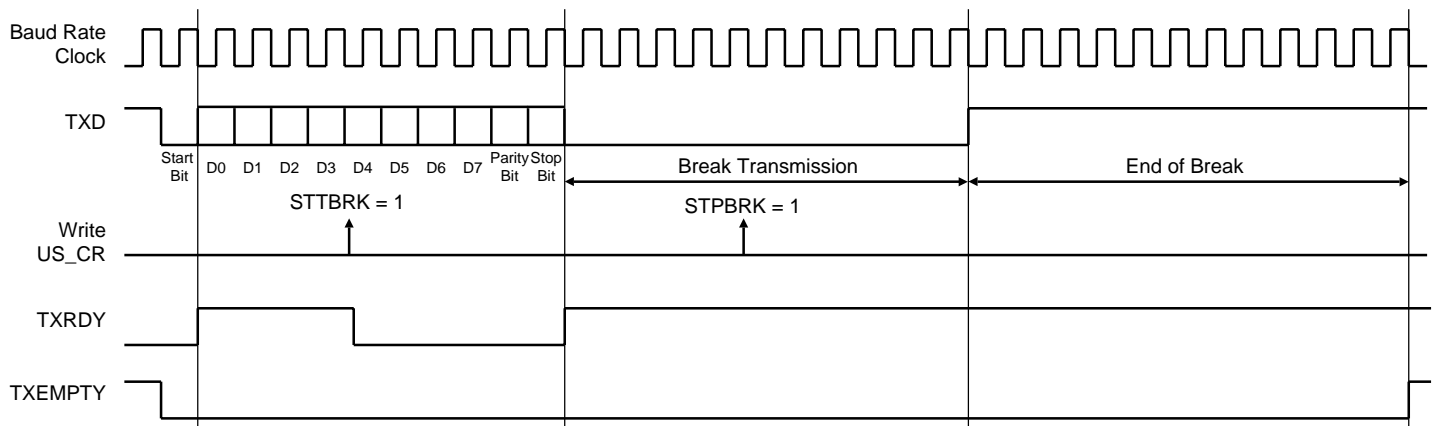 Baud Rate
Clock
TXD
Start
Bit
D0
D1
D2
D3
D4
D5
D6
D7
Parity
Bit
Stop
Bit
Break Transmission
End of Break
STTBRK = 1
STPBRK = 1
Write
US_CR
TXRDY
TXEMPTY